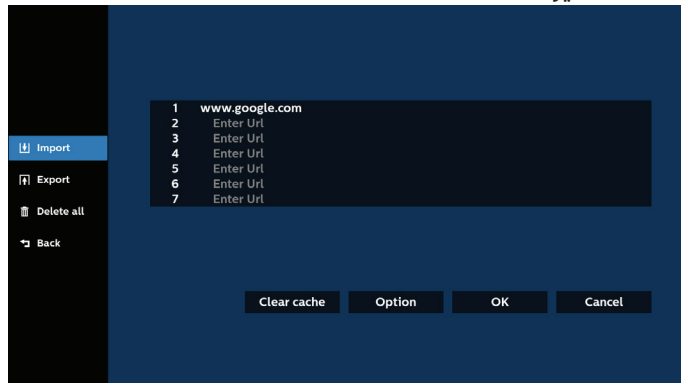 Import
Export
Delete all
Back
1 www.google.com
2 Enter Url
3 Enter Url
4 Enter Url
5 Enter Url
6 Enter Url
7 Enter Url
Clear cache Option OK Cancel